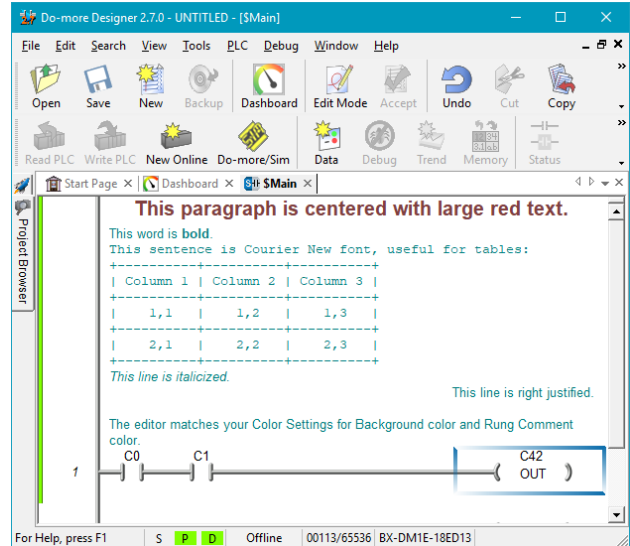 Do-more Designer 2.7.0 - UNTITLED - [$Main]
File Edit Search View Tools PLC Debug Window Help
Open Save New Backup Dashboard Edit Mode Accept Undo Cut Copy
Read PLC Write PLC New Online Do-more/Sim Data Debug Trend Memory Status
Start Page Dashboard $Main
Project Browser
This paragraph is centered with large red text.
This word is bold.
This sentence is Courier New font, useful for tables:
+----------+----------+----------+
| Column 1 | Column 2 | Column 3 |
+----------+----------+----------+
| 1,1 | 1,2 | 1,3 |
+----------+----------+----------+
| 2,1 | 2,2 | 2,3 |
+----------+----------+----------+
This line is italicized.
This line is right justified.
The editor matches your Color Settings for Background color and Rung Comment
color.
C0 C1 C42
1 OUT
For Help, press F1 S P D Offline 00113/65536 BX-DM1E-18ED13